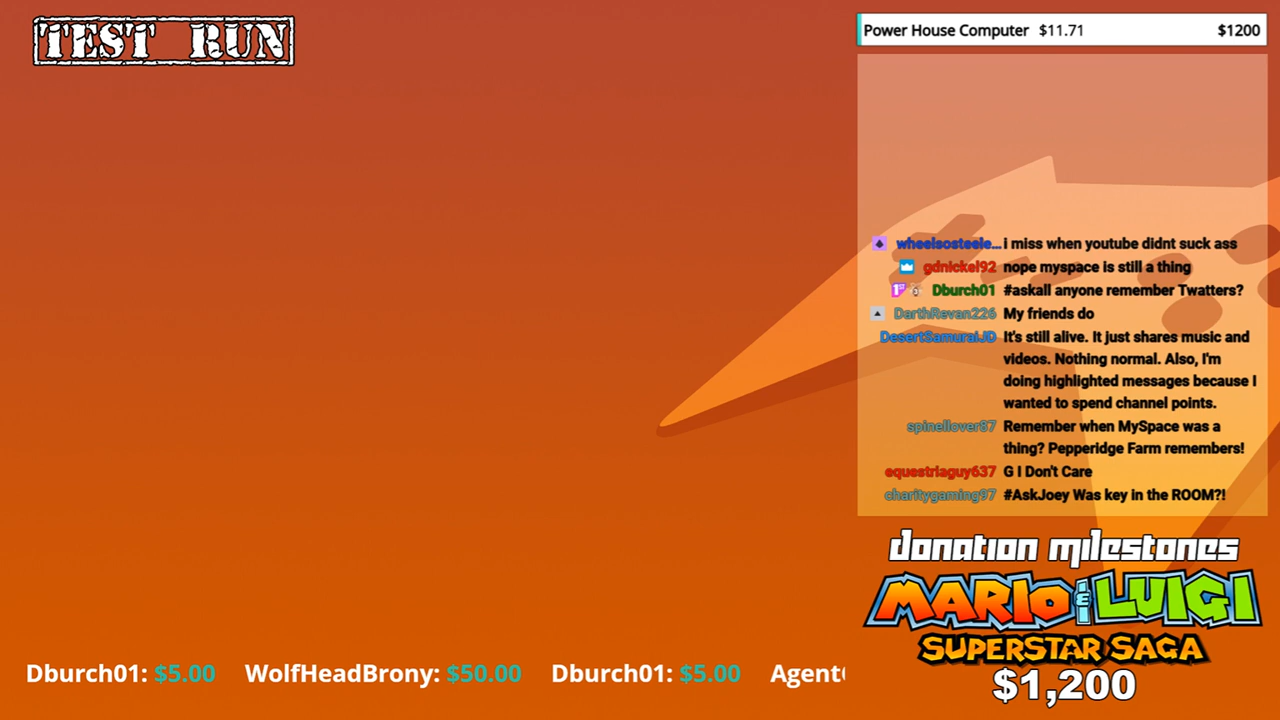 TEST RUN
Power House Computer $11.71 $1200
wheelsosteele... i miss when youtube didnt suck ass
gdnickel92 nope myspace is still a thing
Dburch01 #askall anyone remember Twatters?
DarthRevan226 My friends do
DesertSamuraiJD It's still alive. It just shares music and
videos. Nothing normal. Also, I'm
doing highlighted messages because I
wanted to spend channel points.
spinellover87 Remember when MySpace was a
thing? Pepperidge Farm remembers!
equestriaguy637 G I Don't Care
charitygaming97 #AskJoey Was key in the ROOM?!
donation milestones
MARIO & LUIGI
SUPERSTAR SAGA
$1,200
Dburch01: $5.00 WolfHeadBrony: $50.00 Dburch01: $5.00 Agent